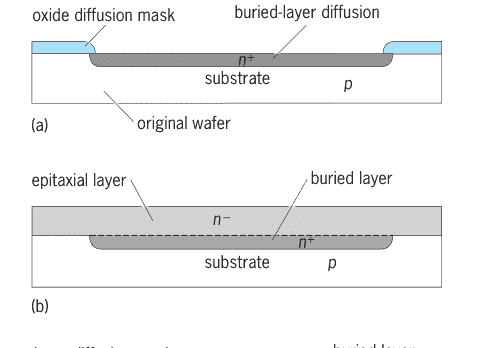 oxide diffusion mask
buried-layer diffusion
n+
substrate
p
(a)
original wafer
epitaxial layer
buried layer
n−
n+
substrate
p
(b)